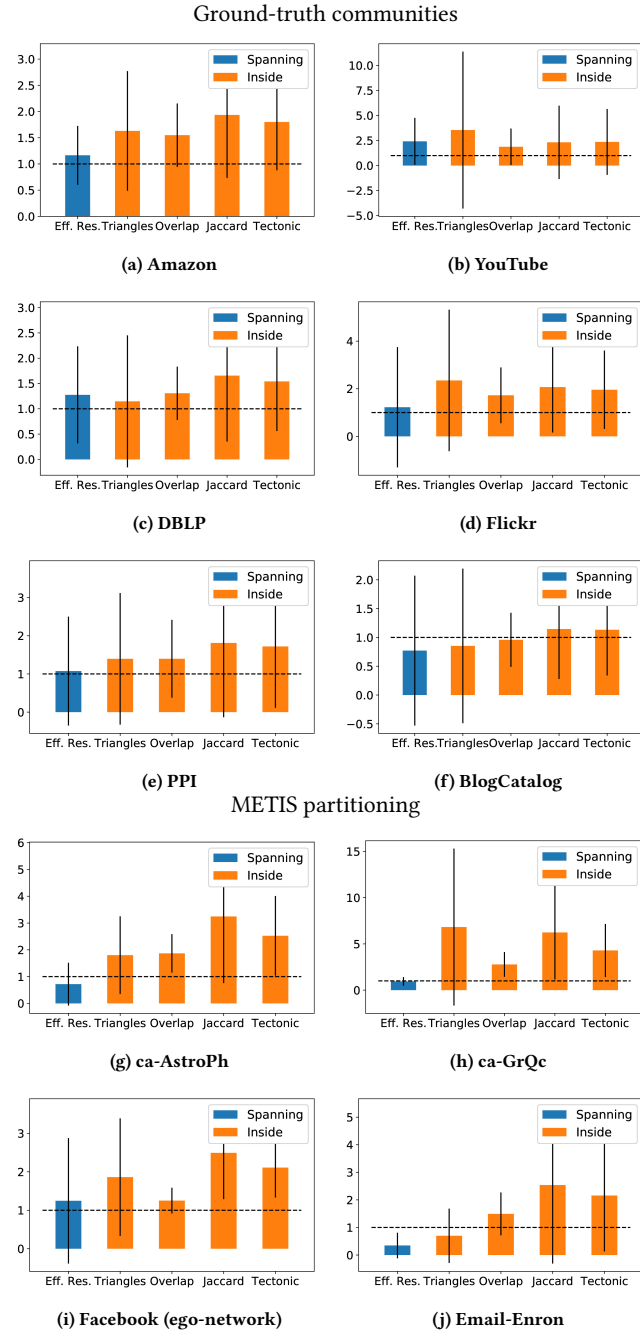 Ground-truth communities
3.0
2.5
2.0
1.5
1.0
0.5
0.0
Spanning
Inside
Eff. Res. Triangles Overlap Jaccard Tectonic
(a) Amazon
10.0
7.5
5.0
2.5
0.0
−2.5
−5.0
Spanning
Inside
Eff. Res. Triangles Overlap Jaccard Tectonic
(b) YouTube
3.0
2.5
2.0
1.5
1.0
0.5
0.0
Spanning
Inside
Eff. Res. Triangles Overlap Jaccard Tectonic
(c) DBLP
4
2
0
Spanning
Inside
Eff. Res. Triangles Overlap Jaccard Tectonic
(d) Flickr
3
2
1
0
Spanning
Inside
Eff. Res. Triangles Overlap Jaccard Tectonic
(e) PPI
2.0
1.5
1.0
0.5
0.0
−0.5
Spanning
Inside
Eff. Res. Triangles Overlap Jaccard Tectonic
(f) BlogCatalog
METIS partitioning
6
5
4
3
2
1
0
Spanning
Inside
Eff. Res. Triangles Overlap Jaccard Tectonic
(g) ca-AstroPh
15
10
5
0
Spanning
Inside
Eff. Res. Triangles Overlap Jaccard Tectonic
(h) ca-GrQc
3
2
1
0
Spanning
Inside
Eff. Res. Triangles Overlap Jaccard Tectonic
(i) Facebook (ego-network)
5
4
3
2
1
0
Spanning
Inside
Eff. Res. Triangles Overlap Jaccard Tectonic
(j) Email-Enron